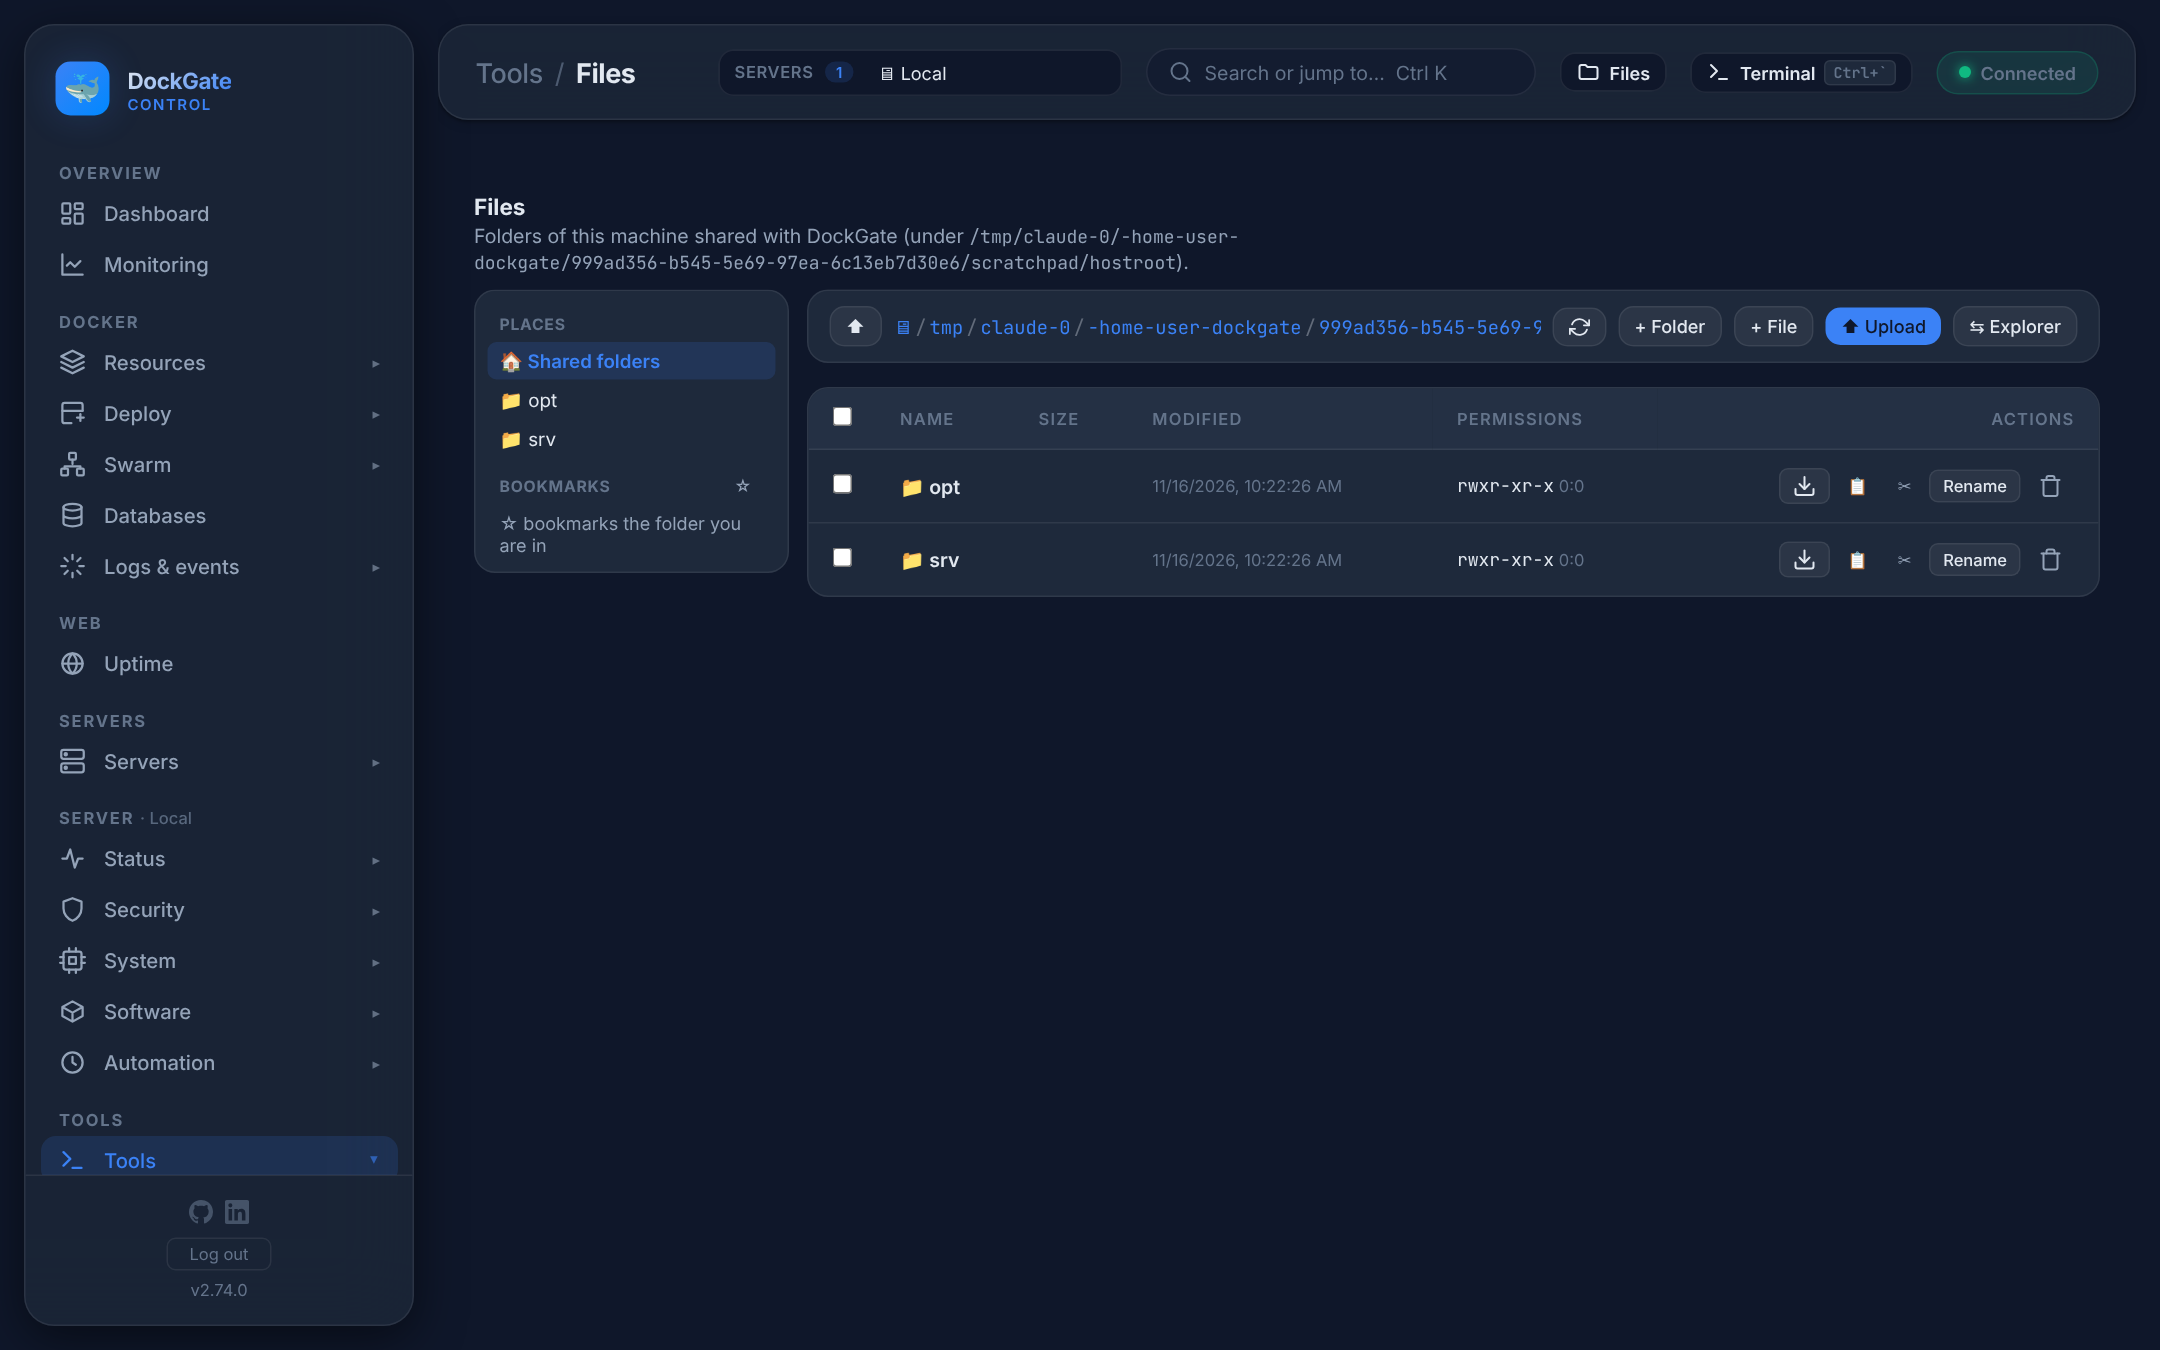 DockGate
CONTROL
OVERVIEW
Dashboard
Monitoring
DOCKER
Resources
Deploy
Swarm
Databases
Logs & events
WEB
Uptime
SERVERS
Servers
SERVER · Local
Status
Security
System
Software
Automation
TOOLS
Tools
Log out
v2.74.0
Tools / Files
SERVERS 1 Local
Search or jump to... Ctrl K
Files
Terminal Ctrl+`
Connected
Files
Folders of this machine shared with DockGate (under /tmp/claude-0/-home-user-
dockgate/999ad356-b545-5e69-97ea-6c13eb7d30e6/scratchpad/hostroot).
PLACES
Shared folders
opt
srv
BOOKMARKS ☆
☆ bookmarks the folder you
are in
/ tmp / claude-0 / -home-user-dockgate / 999ad356-b545-5e69-9
+ Folder
+ File
Upload
⇆ Explorer
NAME SIZE MODIFIED PERMISSIONS ACTIONS
opt 11/16/2026, 10:22:26 AM rwxr-xr-x 0:0 Rename
srv 11/16/2026, 10:22:26 AM rwxr-xr-x 0:0 Rename